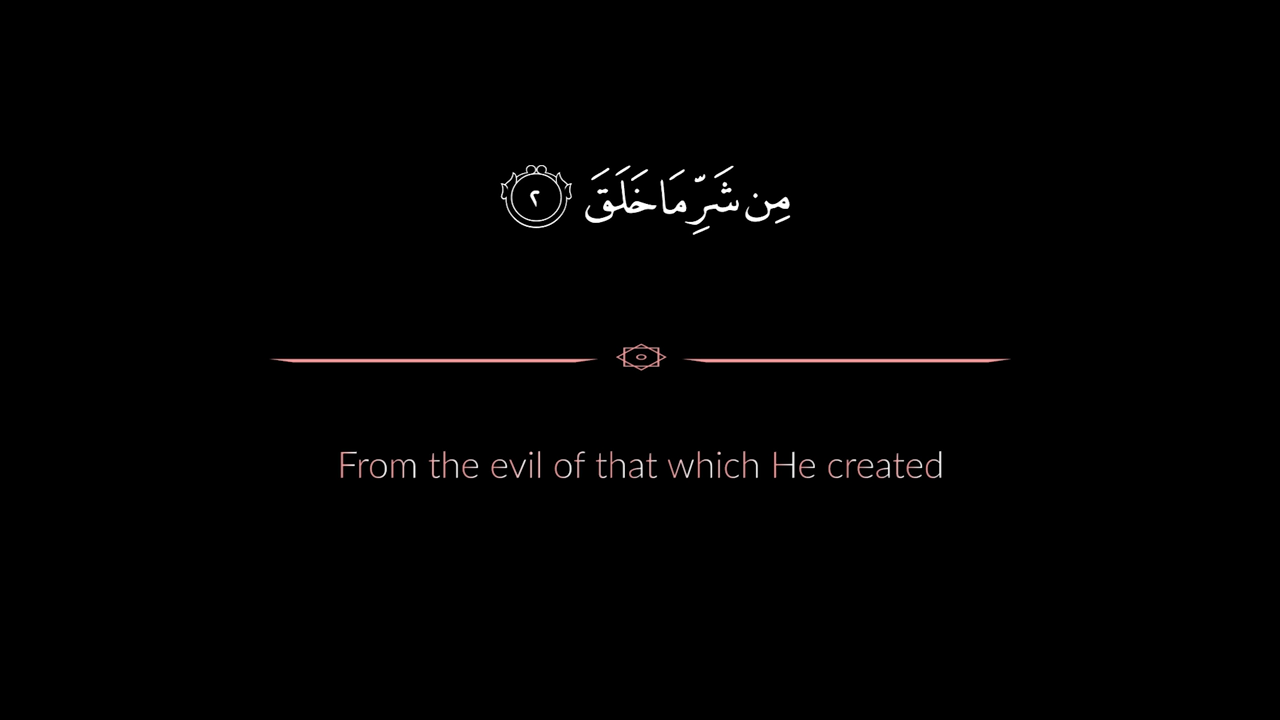 مِن شَرِّ مَا خَلَقَ ٢
From the evil of that which He created